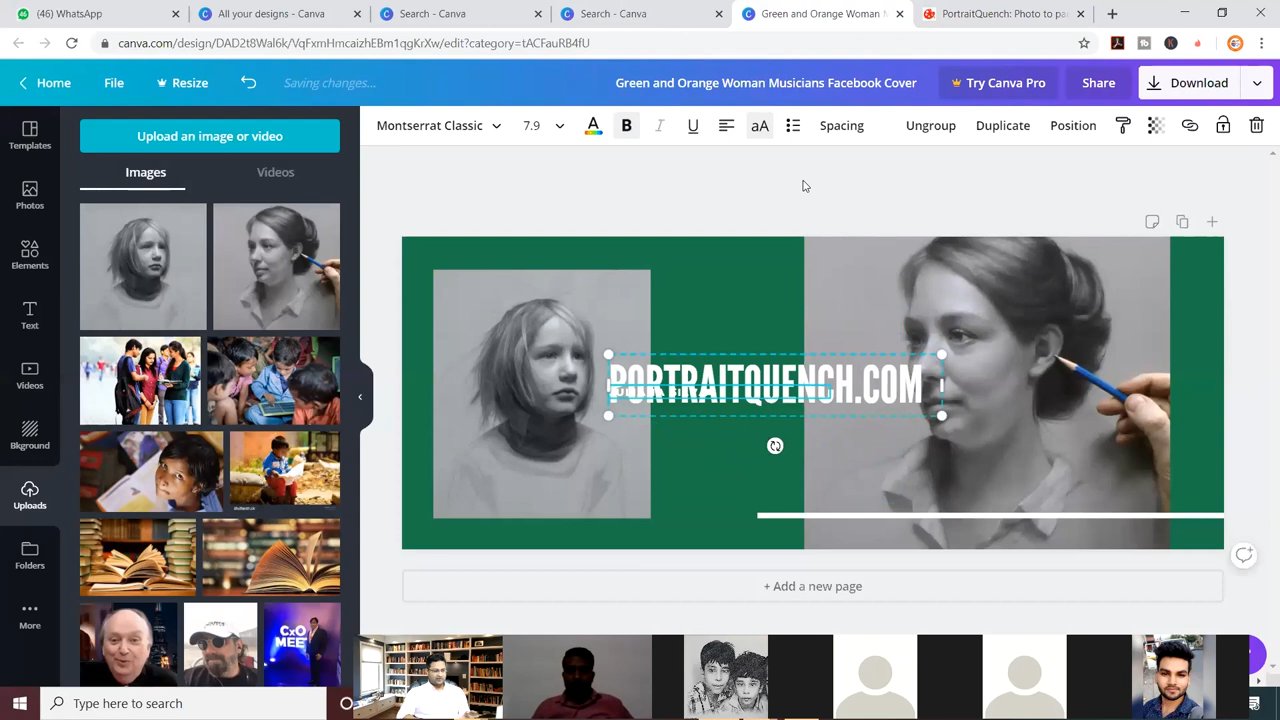 (46) WhatsApp
All your designs - Canva
Search - Canva
Search - Canva
Green and Orange Woman M
PortraitQuench: Photo to pa
canva.com/design/DAD2t8Wal6k/VqFxmHmcaizhEBm1qgKrXw/edit?category=tACFauRB4fU
Home
File
Resize
Saving changes...
Green and Orange Woman Musicians Facebook Cover
Try Canva Pro
Share
Download
Montserrat Classic
7.9
A
B
I
U
aA
Spacing
Ungroup
Duplicate
Position
Templates
Photos
Elements
Text
Videos
Bkground
Uploads
Folders
More
Upload an image or video
Images
Videos
CxO
MEET
PORTRAITQUENCH.COM
+ Add a new page
Type here to search